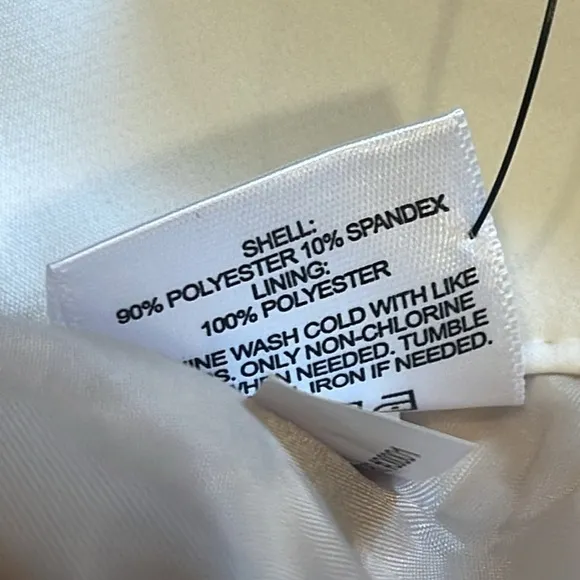 SHELL:
90% POLYESTER 10% SPANDEX
LINING:
100% POLYESTER
WASH COLD WITH LIKE
ONLY NON-CHLORINE
NEEDED. TUMBLE
IRON IF NEEDED.